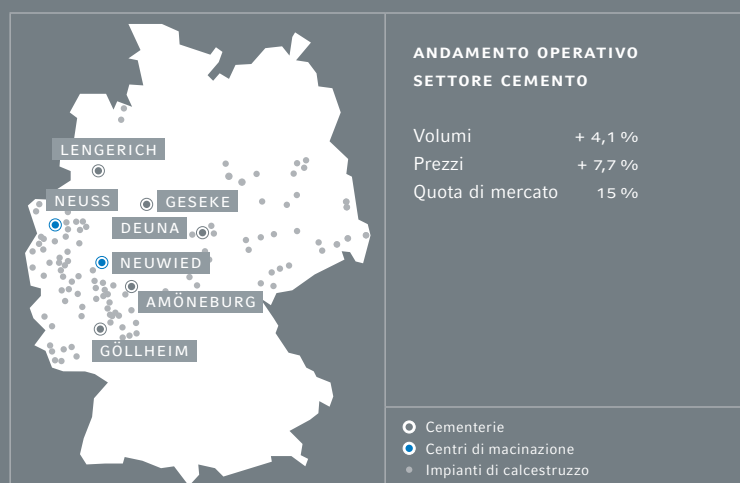 LENGERICH
NEUSS
GESEKE
DEUNA
NEUWIED
AMÖNEBURG
GÖLLHEIM
ANDAMENTO OPERATIVO
SETTORE CEMENTO
Volumi + 4,1 %
Prezzi + 7,7 %
Quota di mercato 15 %
Cementerie
Centri di macinazione
Impianti di calcestruzzo